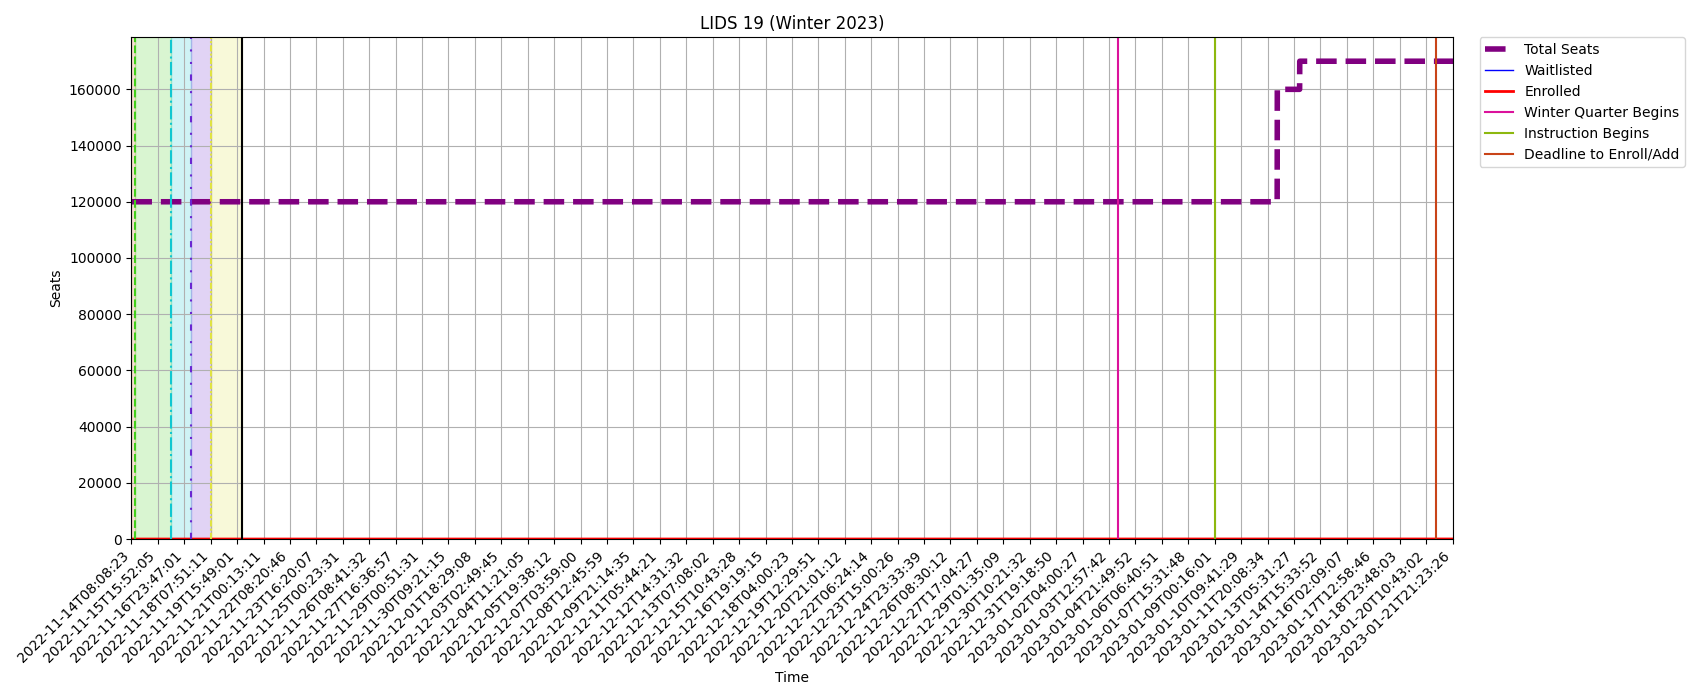 LIDS 19 (Winter 2023)
Total Seats
Waitlisted
Enrolled
Winter Quarter Begins
Instruction Begins
Deadline to Enroll/Add
Seats
160000
140000
120000
100000
80000
60000
40000
20000
0
2022-11-14T08:08:23
2022-11-15T15:52:05
2022-11-16T23:47:01
2022-11-18T07:51:11
2022-11-19T15:49:01
2022-11-21T00:13:11
2022-11-22T08:20:46
2022-11-23T16:20:07
2022-11-25T00:23:31
2022-11-26T08:41:32
2022-11-27T16:36:57
2022-11-29T00:51:31
2022-11-30T09:21:15
2022-12-01T18:29:08
2022-12-03T02:49:45
2022-12-04T11:21:05
2022-12-05T19:38:12
2022-12-07T03:59:00
2022-12-08T12:45:59
2022-12-09T21:14:35
2022-12-11T05:44:21
2022-12-12T14:31:32
2022-12-13T07:08:02
2022-12-15T10:43:28
2022-12-16T19:19:15
2022-12-18T04:00:23
2022-12-19T12:29:51
2022-12-20T21:01:12
2022-12-22T06:24:14
2022-12-23T15:00:26
2022-12-24T23:33:39
2022-12-26T08:30:12
2022-12-27T17:04:27
2022-12-29T01:35:09
2022-12-30T10:21:32
2022-12-31T19:18:50
2023-01-02T04:00:27
2023-01-03T12:57:42
2023-01-04T21:49:52
2023-01-06T06:40:51
2023-01-07T15:31:48
2023-01-09T00:16:01
2023-01-10T09:41:29
2023-01-11T20:08:34
2023-01-13T05:31:27
2023-01-14T15:33:52
2023-01-16T02:09:07
2023-01-17T12:58:46
2023-01-18T23:48:03
2023-01-20T10:43:02
2023-01-21T21:23:26
Time